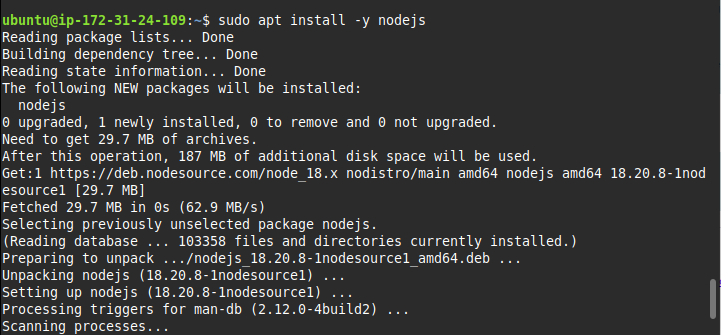 ubuntu@ip-172-31-24-109:~$ sudo apt install -y nodejs
Reading package lists... Done
Building dependency tree... Done
Reading state information... Done
The following NEW packages will be installed:
  nodejs
0 upgraded, 1 newly installed, 0 to remove and 0 not upgraded.
Need to get 29.7 MB of archives.
After this operation, 187 MB of additional disk space will be used.
Get:1 https://deb.nodesource.com/node_18.x nodistro/main amd64 nodejs amd64 18.20.8-1nod
esource1 [29.7 MB]
Fetched 29.7 MB in 0s (62.9 MB/s)
Selecting previously unselected package nodejs.
(Reading database ... 103358 files and directories currently installed.)
Preparing to unpack .../nodejs_18.20.8-1nodesource1_amd64.deb ...
Unpacking nodejs (18.20.8-1nodesource1) ...
Setting up nodejs (18.20.8-1nodesource1) ...
Processing triggers for man-db (2.12.0-4build2) ...
Scanning processes...